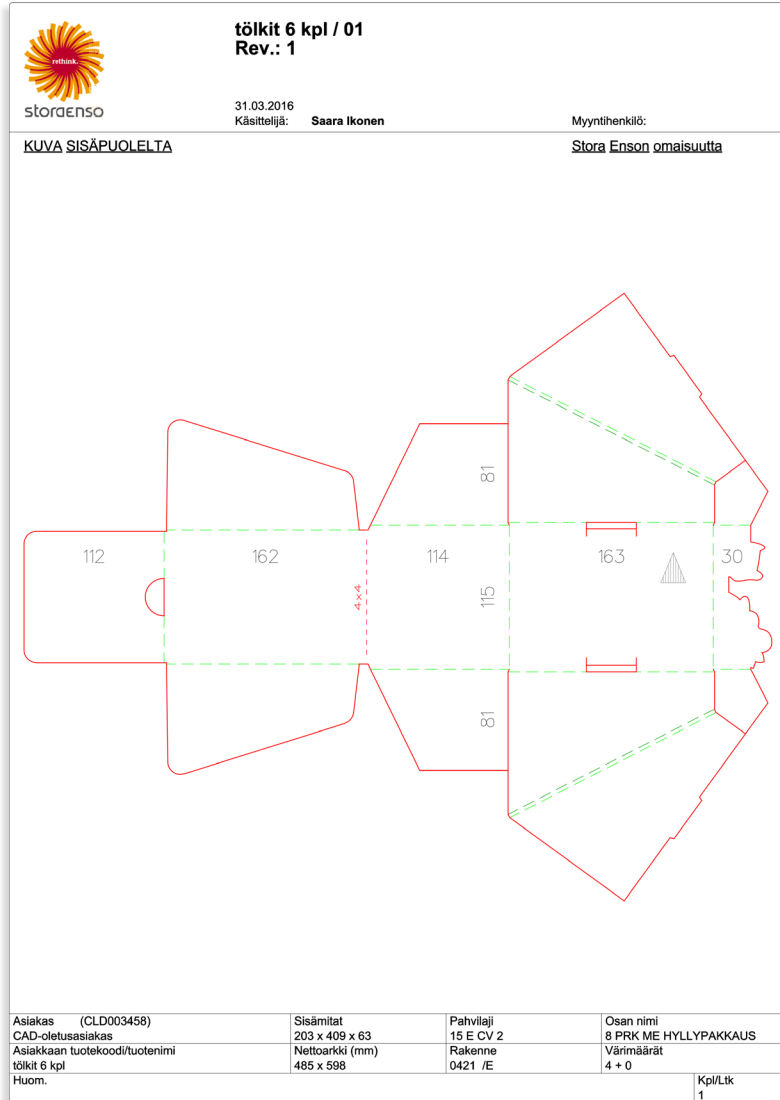 tölkit 6 kpl / 01
Rev.: 1
rethink.
storaenso
31.03.2016
Käsittelijä: Saara Ikonen Myyntihenkilö:
KUVA SISÄPUOLELTA Stora Enson omaisuutta
81
112 162 114 163 30
4x4
115
81
Asiakas (CLD003458) Sisämitat Pahvilaji Osan nimi
CAD-oletusasiakas 203 x 409 x 63 15 E CV 2 8 PRK ME HYLLYPAKKAUS
Asiakkaan tuotekoodi/tuotenimi Nettoarkki (mm) Rakenne Värimäärät
tölkit 6 kpl 485 x 598 0421 /E 4 + 0
Huom. Kpl/Ltk
1